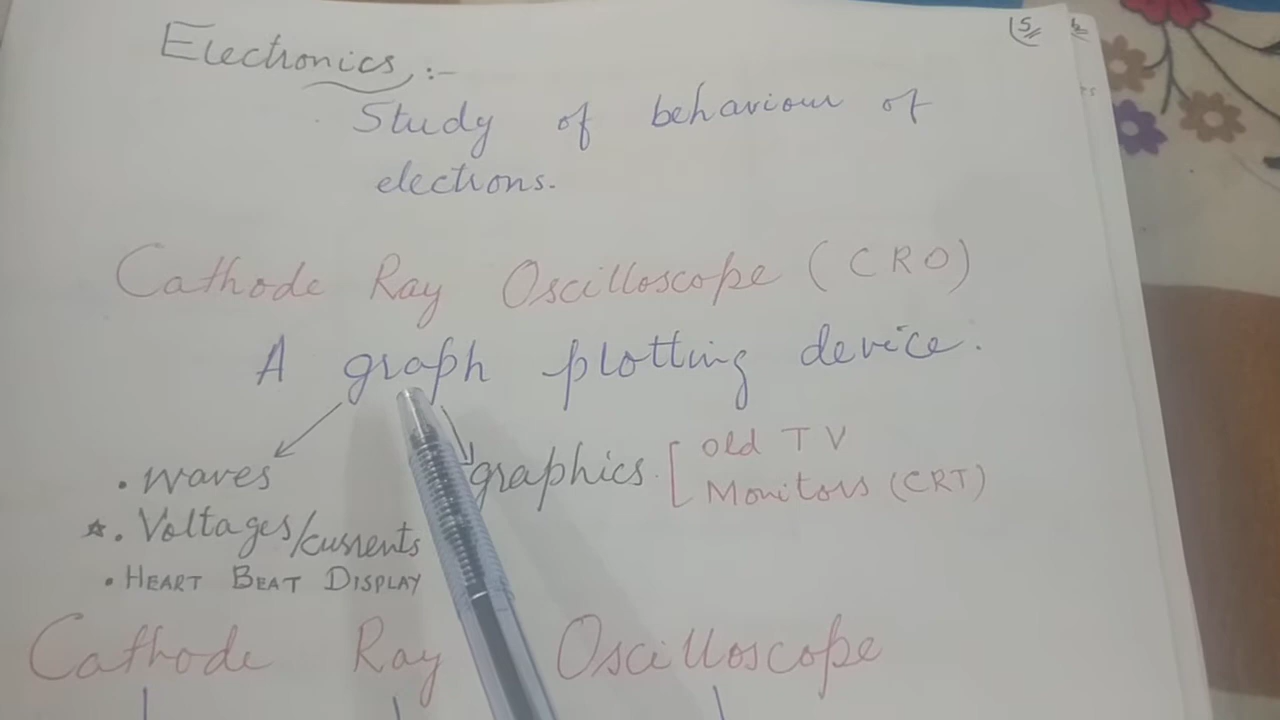 Electronics :-
Study of behaviour of
elections.
Cathode Ray Oscilloscope (CRO)
A graph plotting device.
. waves
graphics. [ Old TV
Monitors (CRT)
* . Voltages/currents
. HEART BEAT DISPLAY
Cathode Ray Oscilloscope